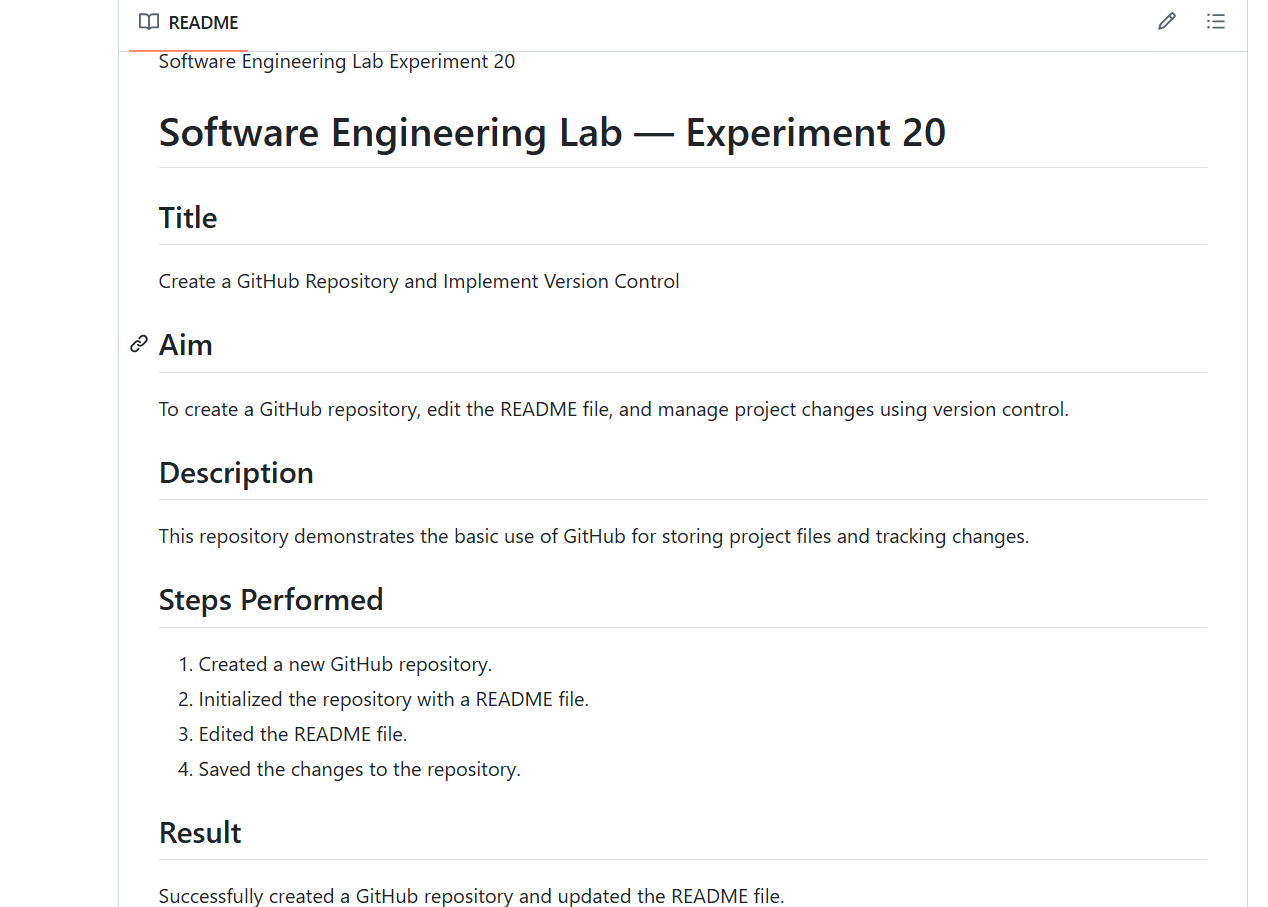 README
Software Engineering Lab Experiment 20
Software Engineering Lab — Experiment 20
Title
Create a GitHub Repository and Implement Version Control
Aim
To create a GitHub repository, edit the README file, and manage project changes using version control.
Description
This repository demonstrates the basic use of GitHub for storing project files and tracking changes.
Steps Performed
1. Created a new GitHub repository.
2. Initialized the repository with a README file.
3. Edited the README file.
4. Saved the changes to the repository.
Result
Successfully created a GitHub repository and updated the README file.